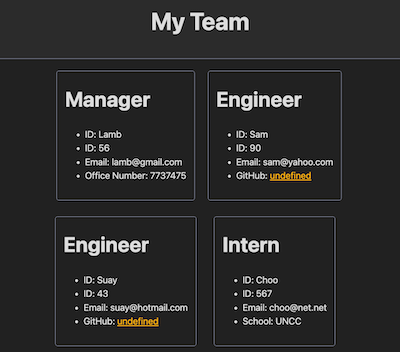 My Team
Manager
• ID: Lamb
• ID: 56
• Email: lamb@gmail.com
• Office Number: 7737475
Engineer
• ID: Sam
• ID: 90
• Email: sam@yahoo.com
• GitHub: undefined
Engineer
• ID: Suay
• ID: 43
• Email: suay@hotmail.com
• GitHub: undefined
Intern
• ID: Choo
• ID: 567
• Email: choo@net.net
• School: UNCC